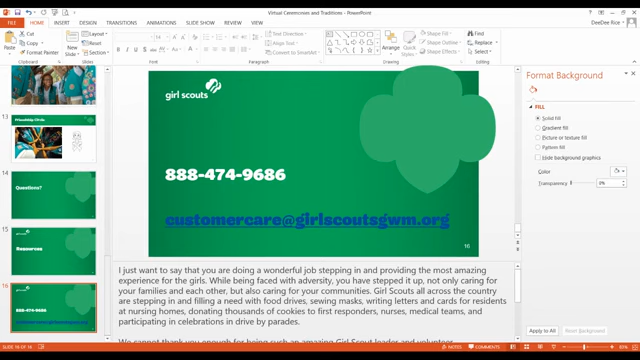 Virtual Ceremonies and Traditions - PowerPoint
DeeDee Rice
FILE HOME INSERT DESIGN TRANSITIONS ANIMATIONS SLIDE SHOW REVIEW VIEW
Paste
Cut
Copy
Format Painter
Clipboard
New Slide
Layout
Reset
Section
Slides
Font
Text Direction
Align Text
Convert to SmartArt
Paragraph
Arrange
Quick Styles
Shape Fill
Shape Outline
Shape Effects
Drawing
Find
Replace
Select
Editing
13
Friendship Circle
14
Questions?
15
Resources
16
888-474-9686
customercare@girlscoutsgwm.org
girl scouts
888-474-9686
customercare@girlscoutsgwm.org
16
I just want to say that you are doing a wonderful job stepping in and providing the most amazing
experience for the girls. While being faced with adversity, you have stepped it up, not only caring for
your families and each other, but also caring for your communities. Girl Scouts all across the country
are stepping in and filling a need with food drives, sewing masks, writing letters and cards for residents
at nursing homes, donating thousands of cookies to first responders, nurses, medical teams, and
participating in celebrations in drive by parades.
We cannot thank you enough for being such an amazing Girl Scout leader and volunteer
Format Background
FILL
Solid fill
Gradient fill
Picture or texture fill
Pattern fill
Hide background graphics
Color
Transparency
0%
Apply to All
Reset Background
SLIDE 16 OF 16
NOTES
COMMENTS